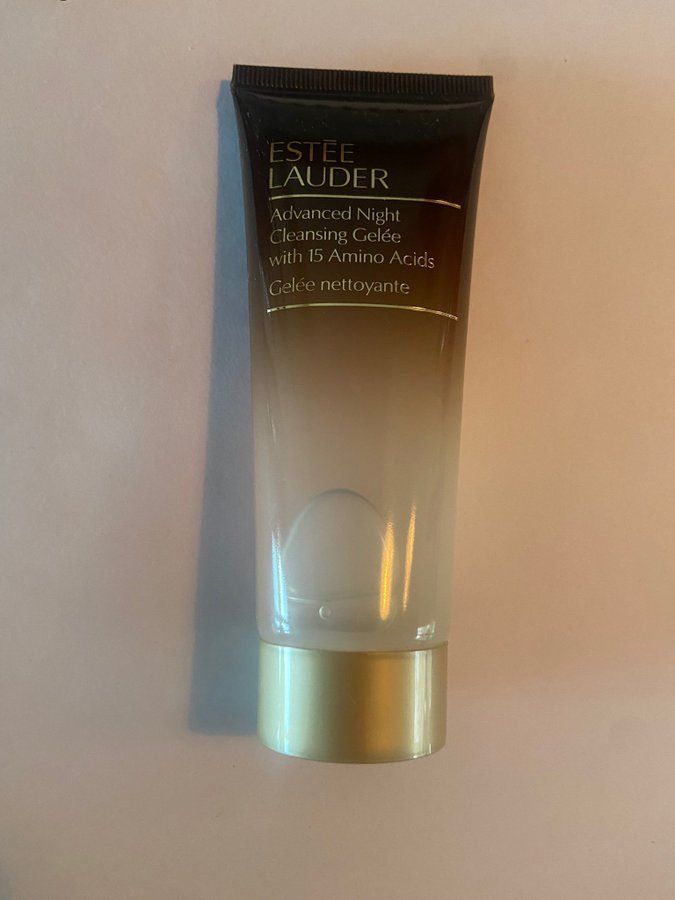 ESTĒE
LAUDER
Advanced Night
Cleansing Gelée
with 15 Amino Acids
Gelée nettoyante